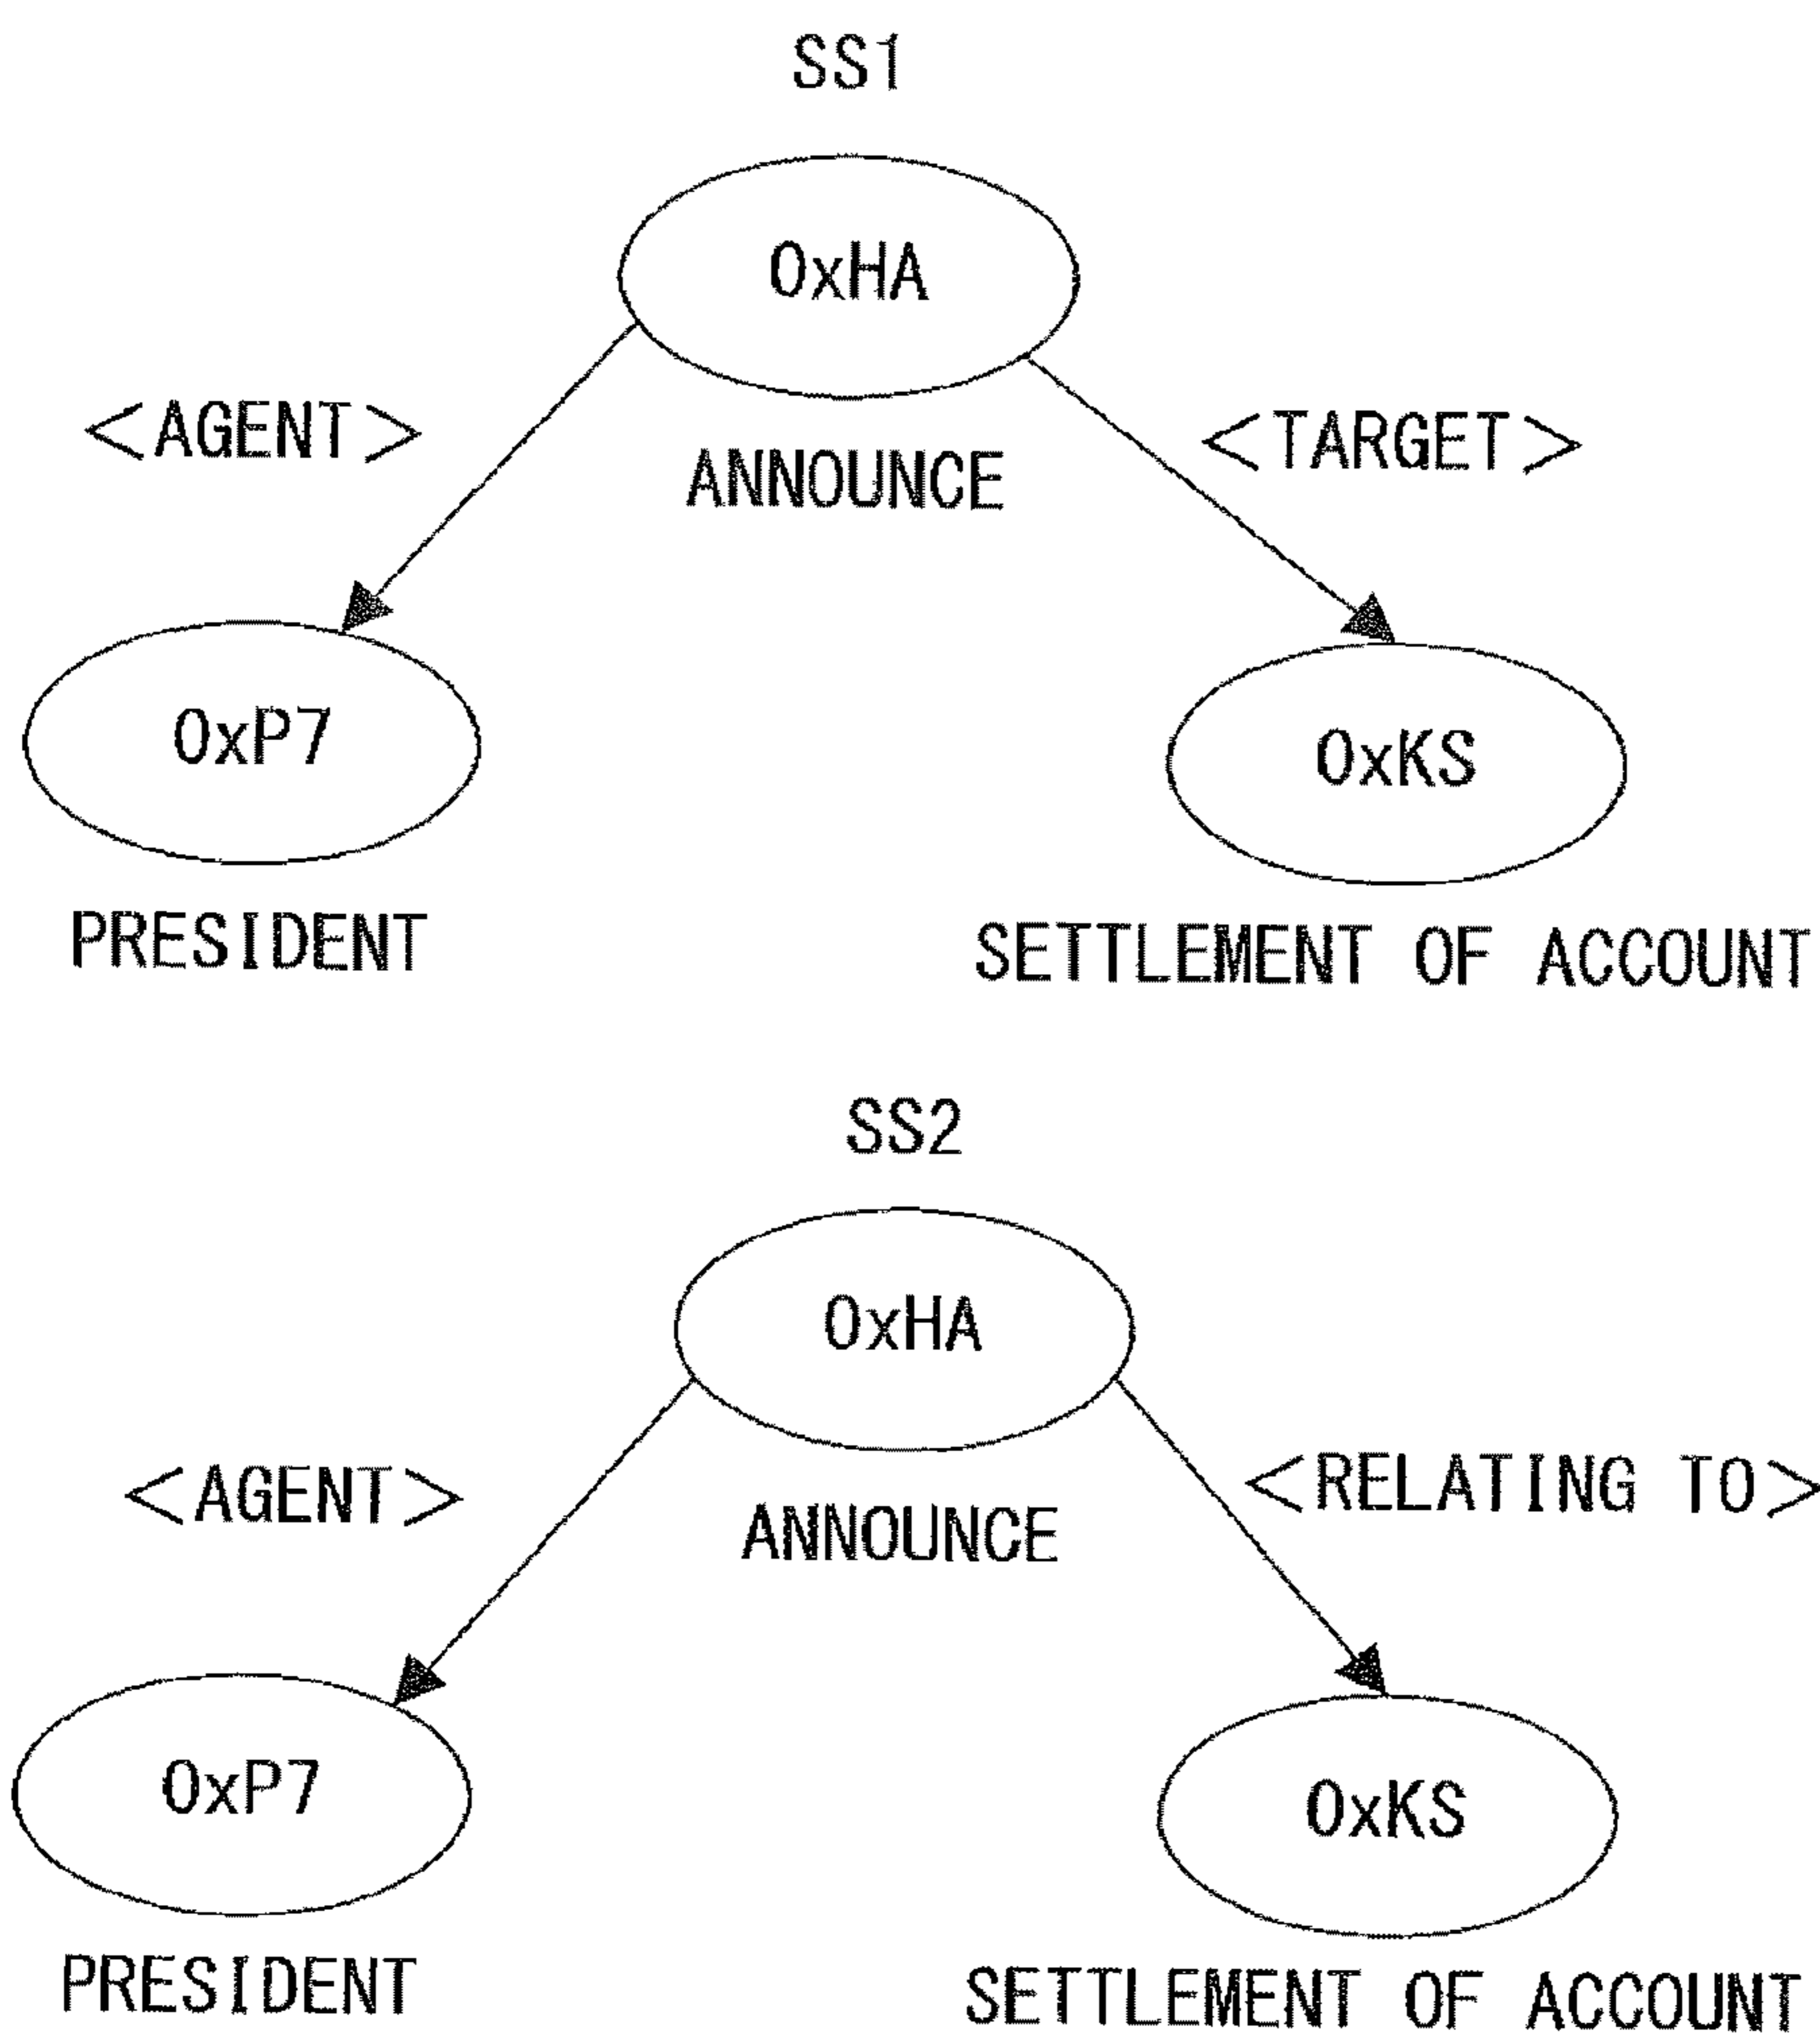 SS1
0xHA
<AGENT>
<TARGET>
ANNOUNCE
0xP7
0xKS
PRESIDENT
SETTLEMENT OF ACCOUNT
SS2
0xHA
<AGENT>
<RELATING TO>
ANNOUNCE
0xP7
0xKS
PRESIDENT
SETTLEMENT OF ACCOUNT